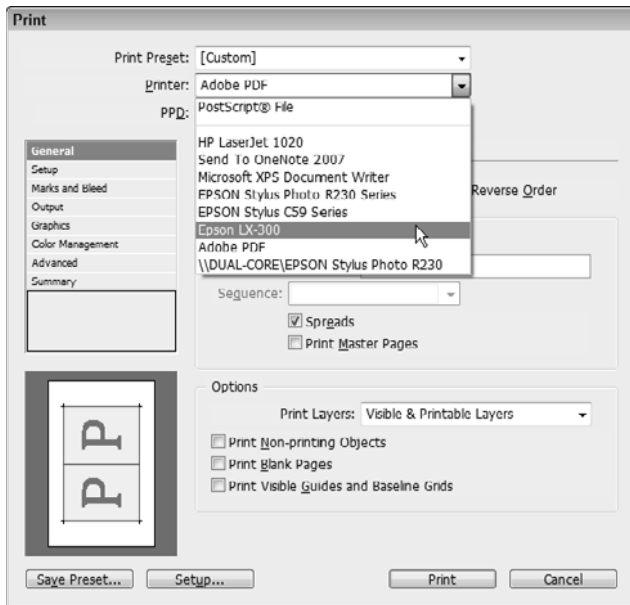 Print
Print Preset: [Custom]
Printer: Adobe PDF
PPD:
PostScript® File
HP LaserJet 1020
Send To OneNote 2007
Microsoft XPS Document Writer
EPSON Stylus Photo R230 Series
EPSON Stylus C59 Series
Epson LX-300
Adobe PDF
\\DUAL-CORE\EPSON Stylus Photo R230
General
Setup
Marks and Bleed
Output
Graphics
Color Management
Advanced
Summary
Reverse Order
Sequence:
Spreads
Print Master Pages
Options
Print Layers: Visible & Printable Layers
Print Non-printing Objects
Print Blank Pages
Print Visible Guides and Baseline Grids
P
P
Save Preset... Setup... Print Cancel